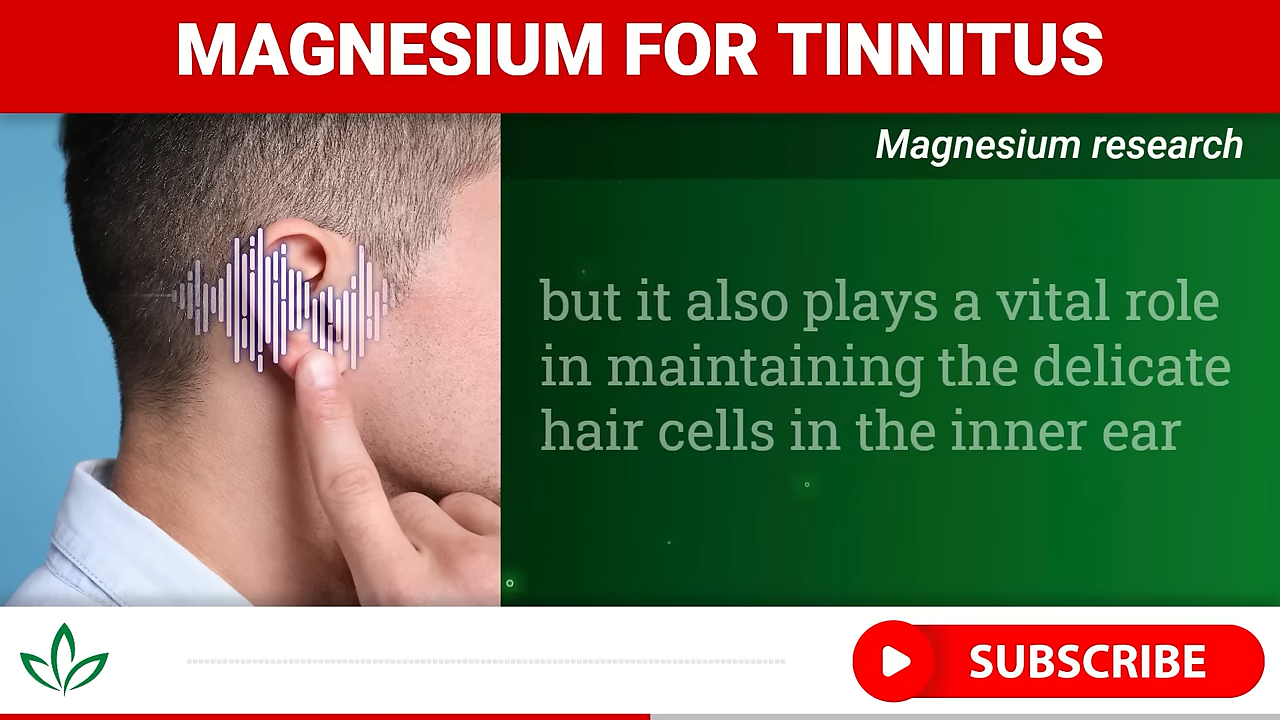 MAGNESIUM FOR TINNITUS
Magnesium research
but it also plays a vital role
in maintaining the delicate
hair cells in the inner ear
SUBSCRIBE